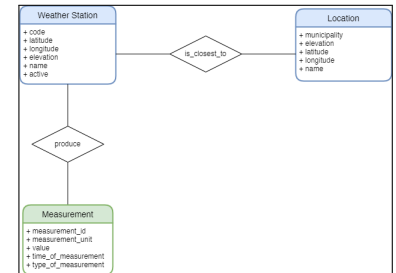 Weather Station
+ code
+ latitude
+ longitude
+ elevation
+ name
+ active
is_closest_to
Location
+ municipality
+ elevation
+ latitude
+ longitude
+ name
produce
Measurement
+ measurement_id
+ measurement_unit
+ value
+ time_of_measurement
+ type_of_measurement